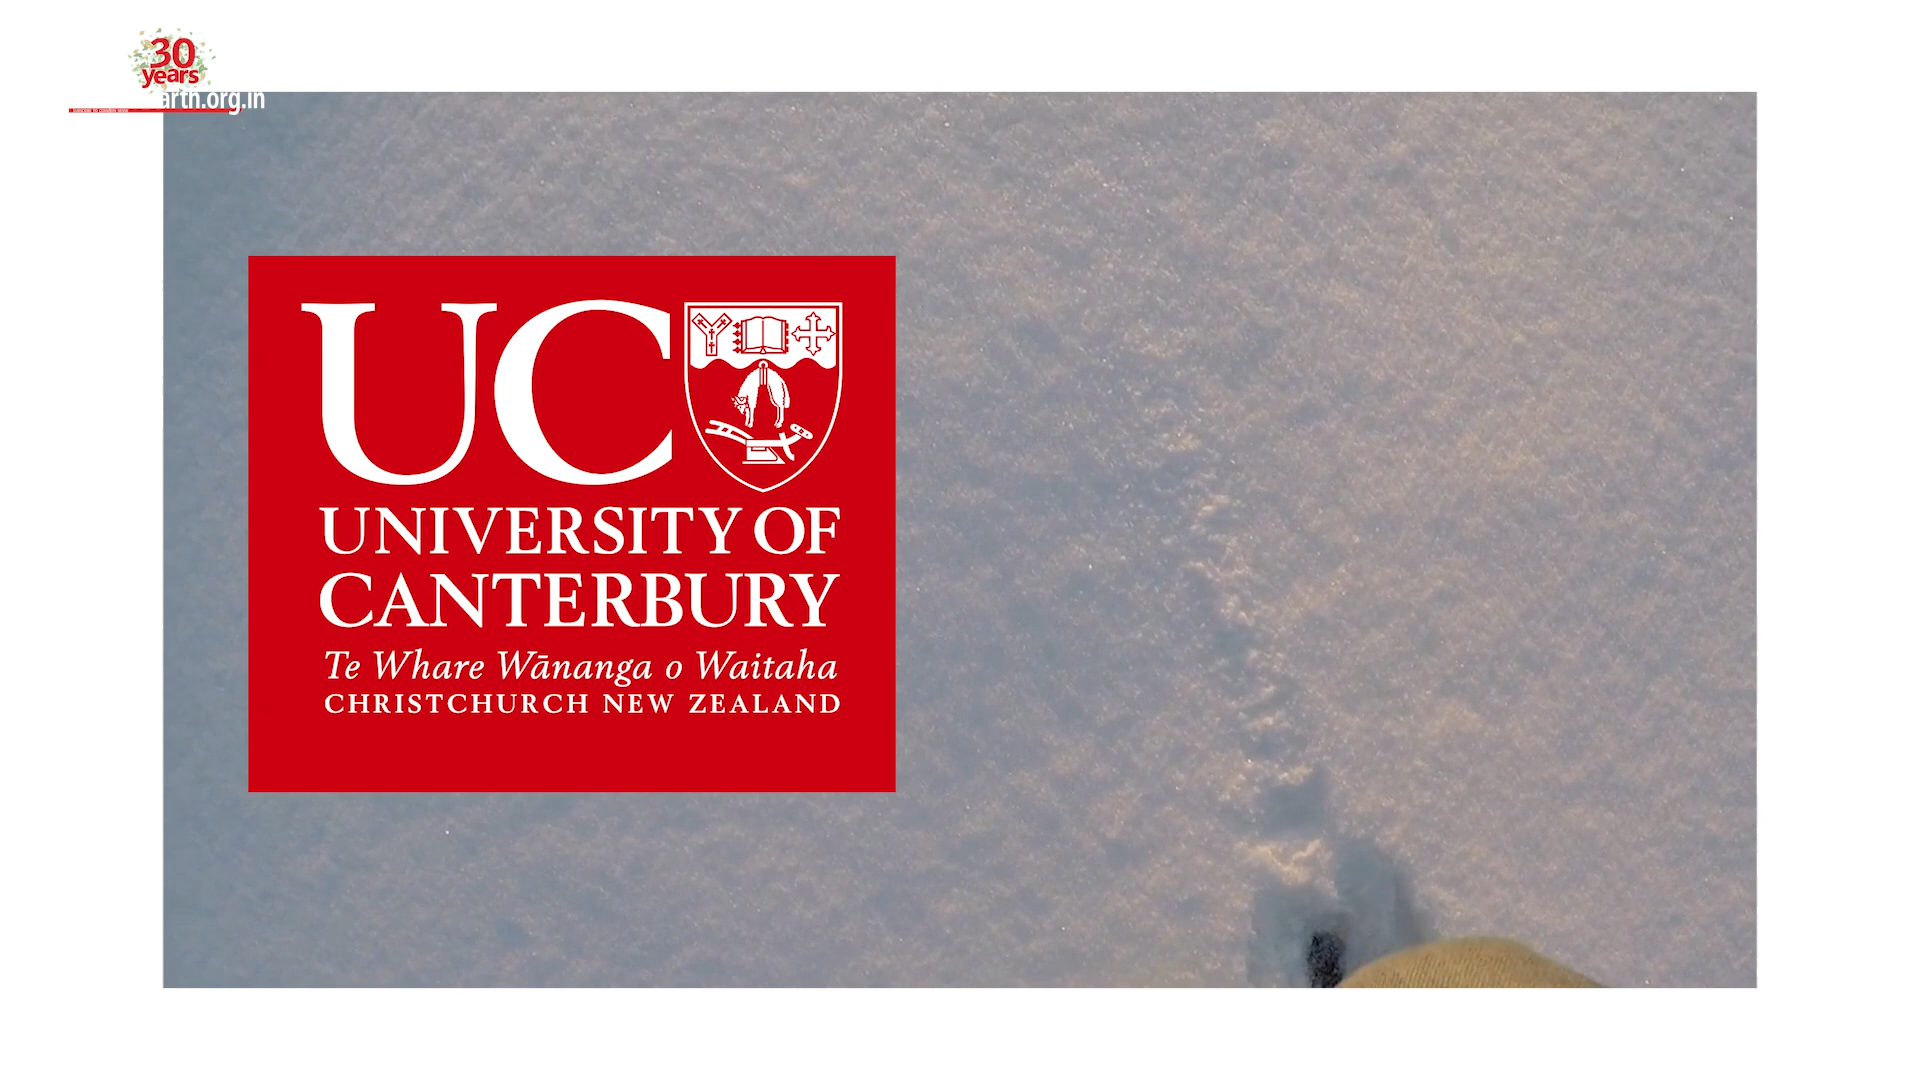 30
years
arth.org.in
UC
UNIVERSITY OF
CANTERBURY
Te Whare Wānanga o Waitaha
CHRISTCHURCH NEW ZEALAND